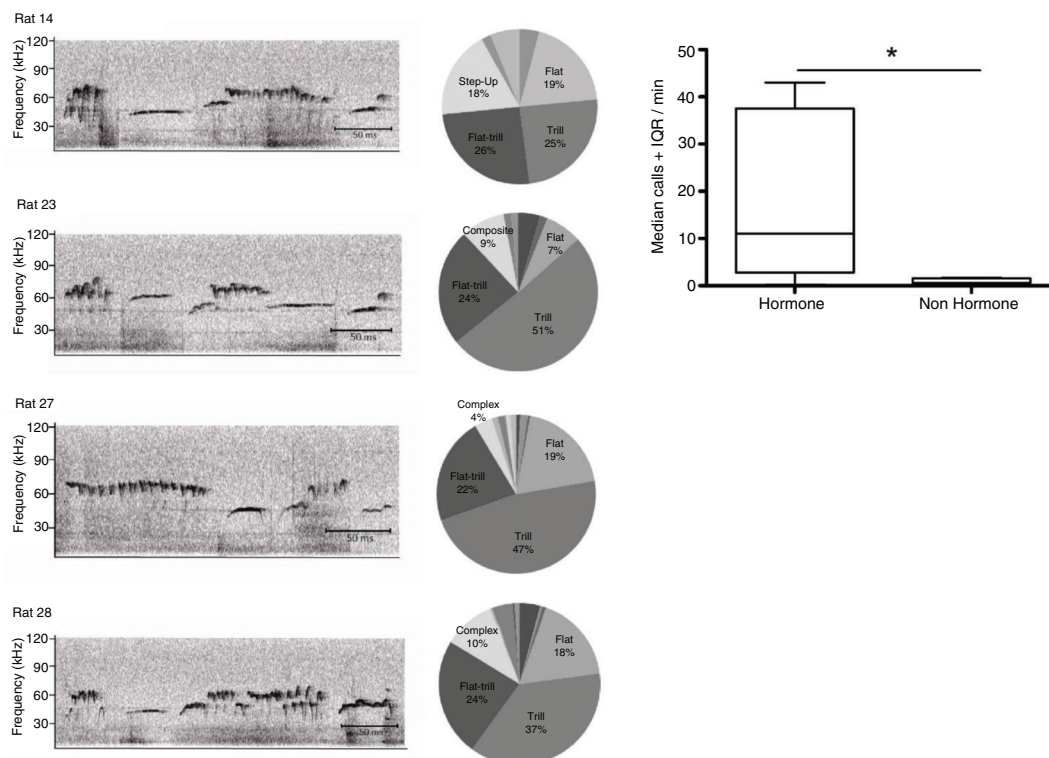 Rat 14
Frequency (kHz)
120
90
60
30
50 ms
Step-Up
18%
Flat
19%
Flat-trill
26%
Trill
25%
Rat 23
Frequency (kHz)
120
90
60
30
50 ms
Composite
9%
Flat
7%
Flat-trill
24%
Trill
51%
Rat 27
Frequency (kHz)
120
90
60
30
50 ms
Complex
4%
Flat
19%
Flat-trill
22%
Trill
47%
Rat 28
Frequency (kHz)
120
90
60
30
50 ms
Complex
10%
Flat
18%
Flat-trill
24%
Trill
37%
Median calls + IQR / min
50
40
30
20
10
0
*
Hormone
Non Hormone